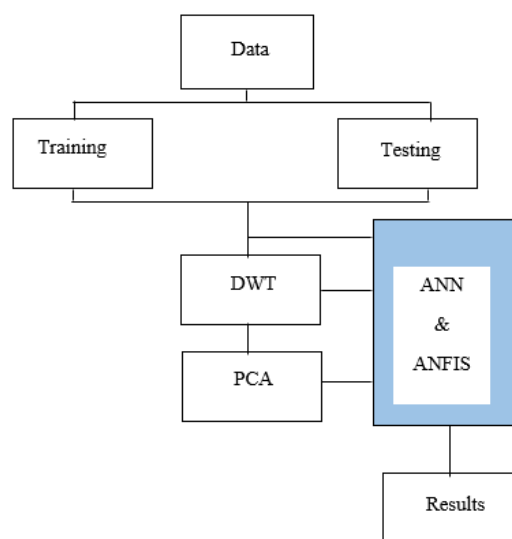 Data
Training
Testing
DWT
ANN
&
ANFIS
PCA
Results